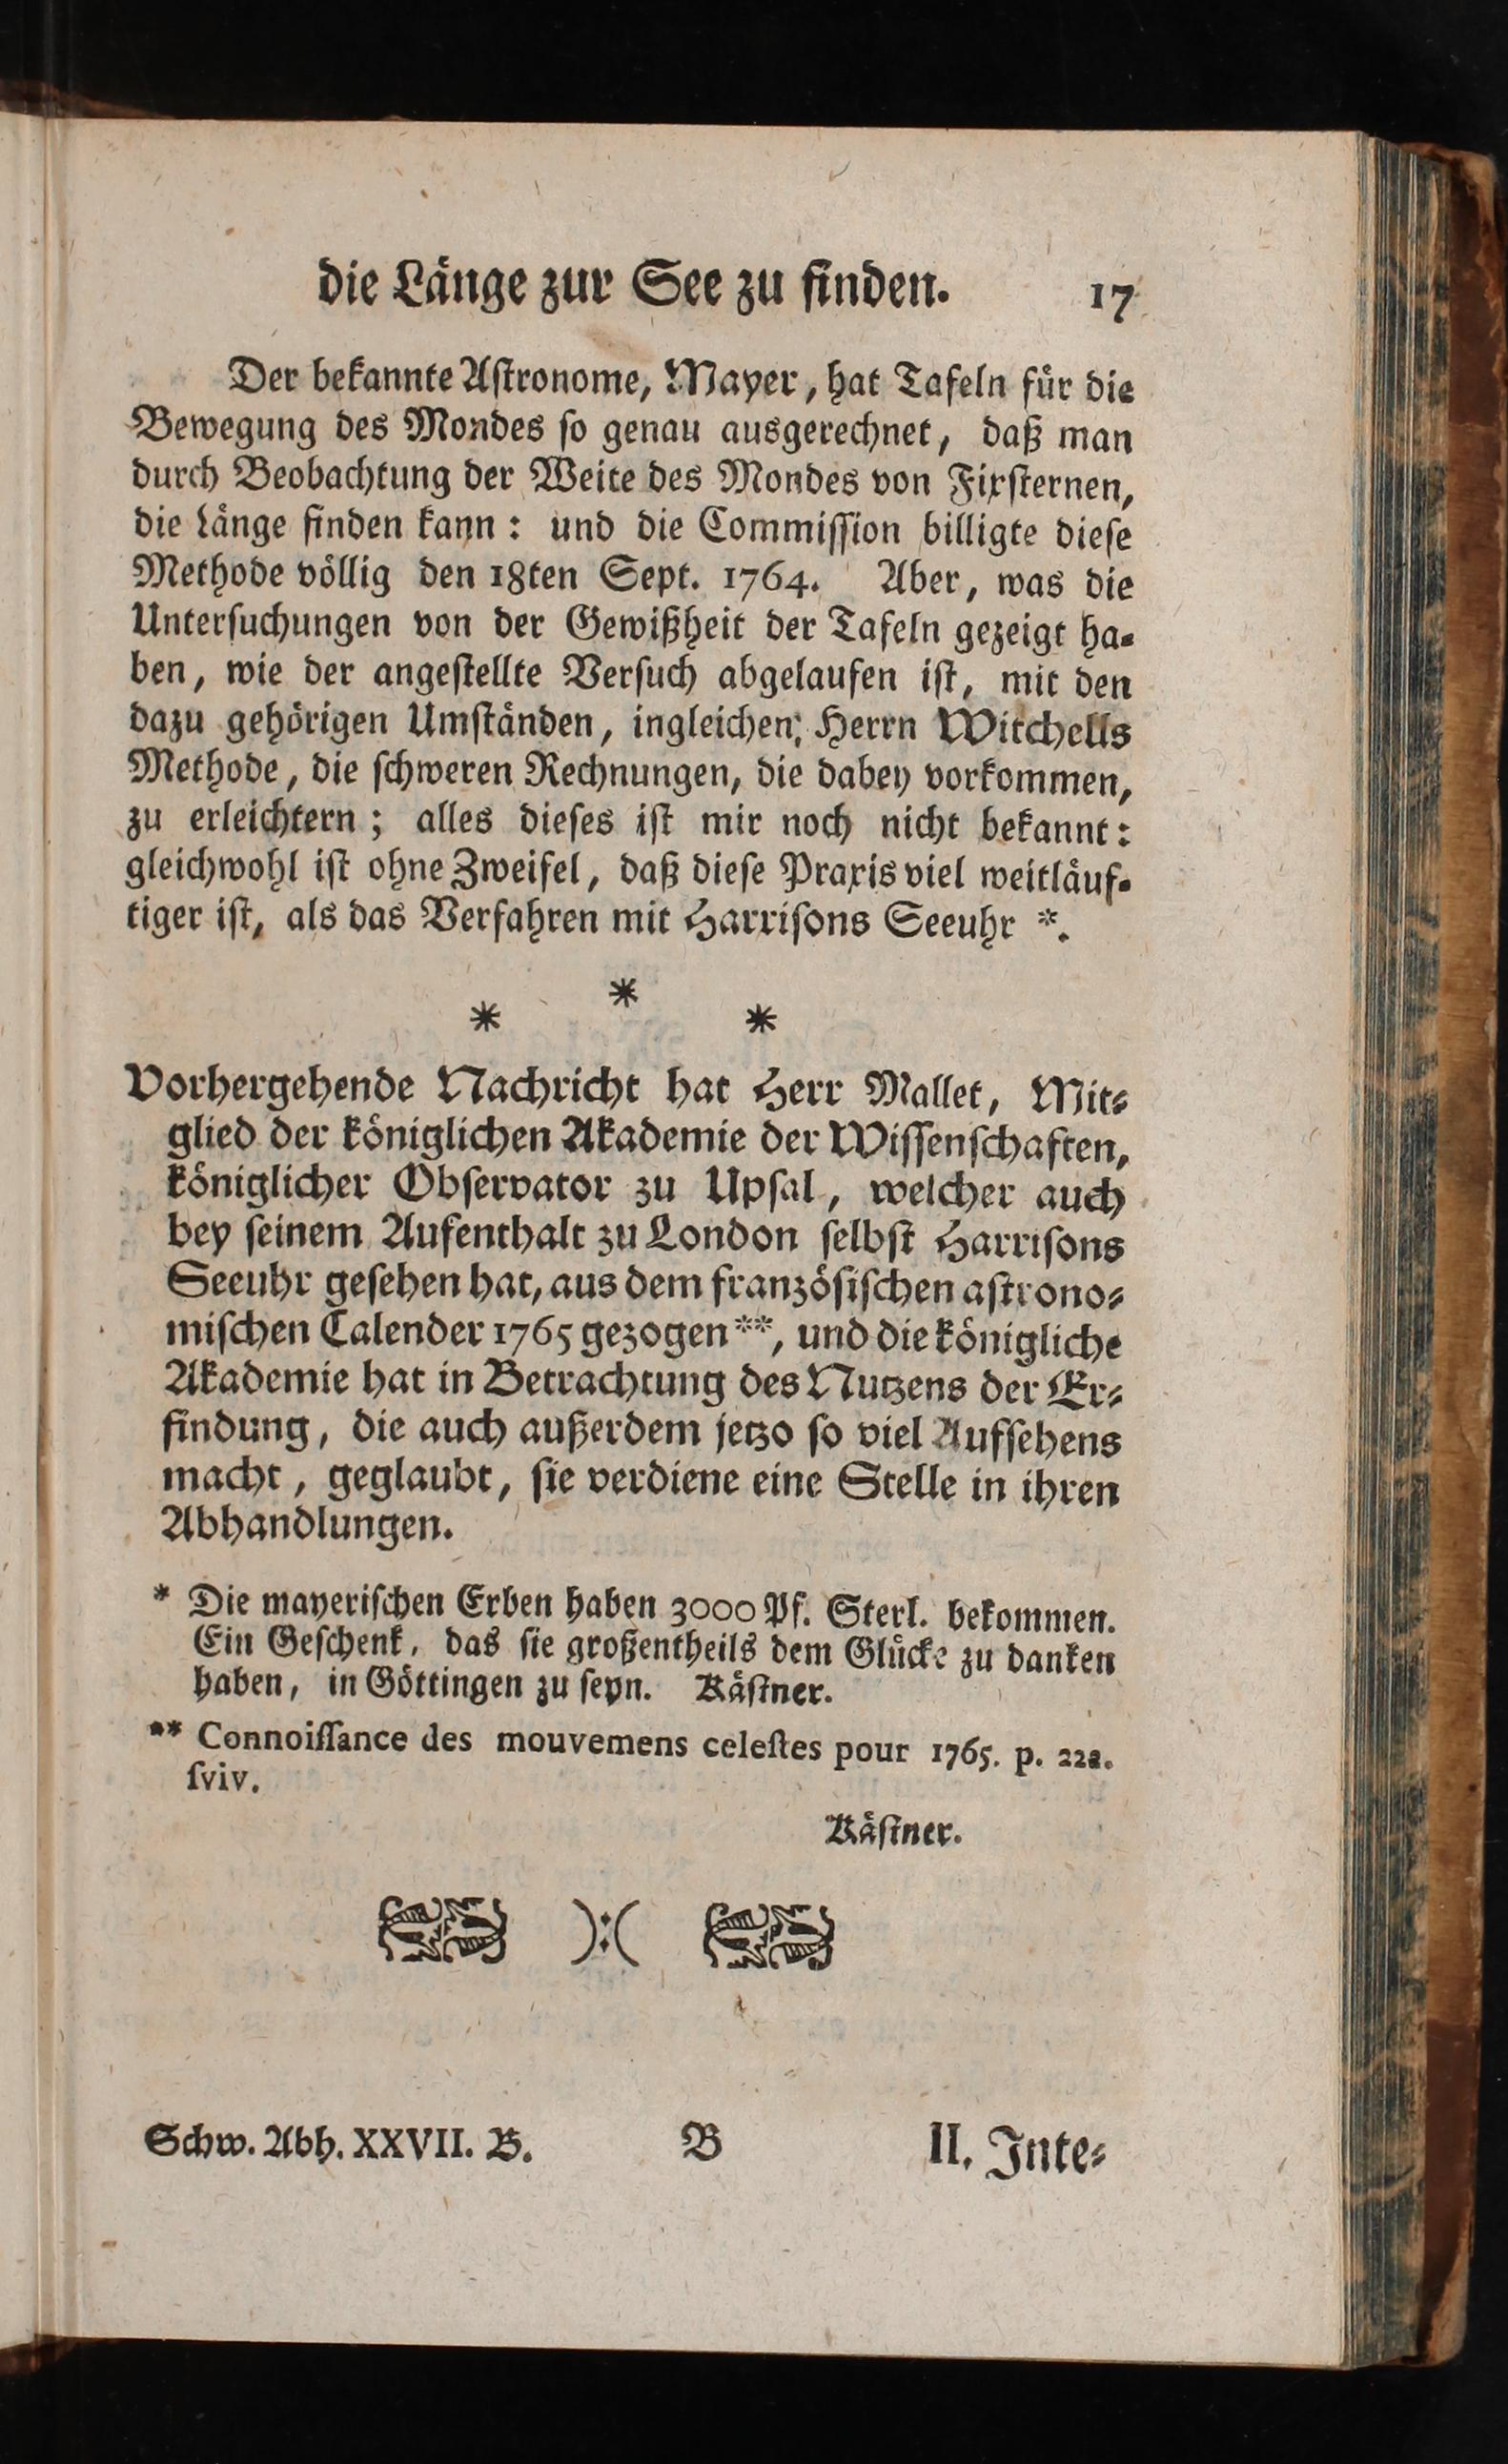 die Länge zur See zu finden. 17
Der bekannte Aſtronome, Mayer, hat Tafeln für die
Bewegung des Mondes ſo genau ausgerechnet, daß man
durch Beobachtung der Weite des Mondes von Fixſternen,
die Länge finden kann: und die Commiſſion billigte dieſe
Methode völlig den 18ten Sept. 1764. Aber, was die
Unterſuchungen von der Gewißheit der Tafeln gezeigt ha-
ben, wie der angeſtellte Verſuch abgelaufen iſt, mit den
dazu gehörigen Umſtänden, ingleichen, Herrn Witchells
Methode, die ſchweren Rechnungen, die dabey vorkommen,
zu erleichtern; alles dieſes iſt mir noch nicht bekannt:
gleichwohl iſt ohne Zweifel, daß dieſe Praxis viel weitläuf-
tiger iſt, als das Verfahren mit Harriſons Seeuhr *.
* * *
Vorhergehende Nachricht hat Herr Mallet, Mit-
glied der königlichen Akademie der Wiſſenſchaften,
königlicher Obſervator zu Upſal, welcher auch
bey ſeinem Aufenthalt zu London ſelbſt Harriſons
Seeuhr geſehen hat, aus dem franzöſiſchen aſtrono-
miſchen Calender 1765 gezogen **, und die königliche
Akademie hat in Betrachtung des Nutzens der Er-
findung, die auch außerdem jetzo ſo viel Aufſehens
macht, geglaubt, ſie verdiene eine Stelle in ihren
Abhandlungen.
* Die mayeriſchen Erben haben 3000 Pf. Sterl. bekommen.
Ein Geſchenk, das ſie großentheils dem Glücke zu danken
haben, in Göttingen zu ſeyn. Käſtner.
** Connoiſſance des mouvemens celeſtes pour 1765. p.
ſviv.
Käſtner.
):(
Schw. Abh. XXVII. B. B II. Inte-